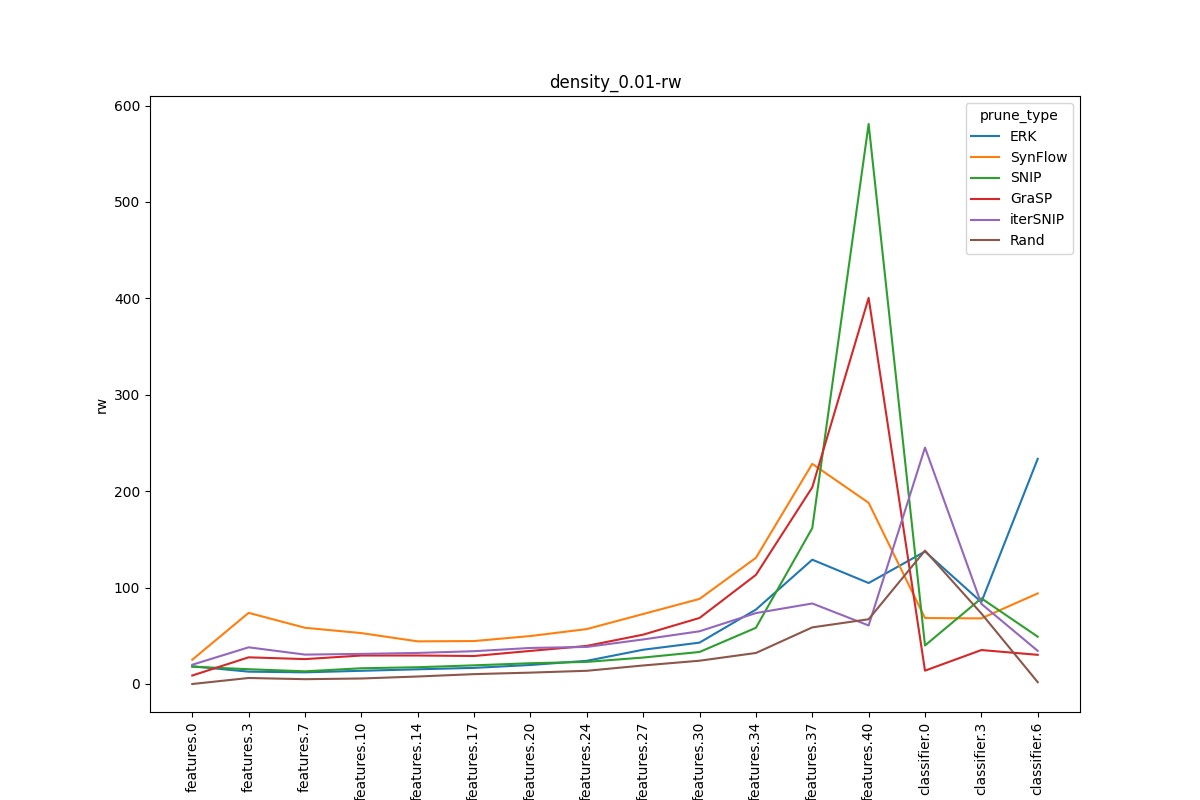 density_0.01-rw
600
500
400
300
200
100
0
rw
prune_type
ERK
SynFlow
SNIP
GraSP
iterSNIP
Rand
features.0
features.3
features.7
features.10
features.14
features.17
features.20
features.24
features.27
features.30
features.34
features.37
features.40
classifier.0
classifier.3
classifier.6